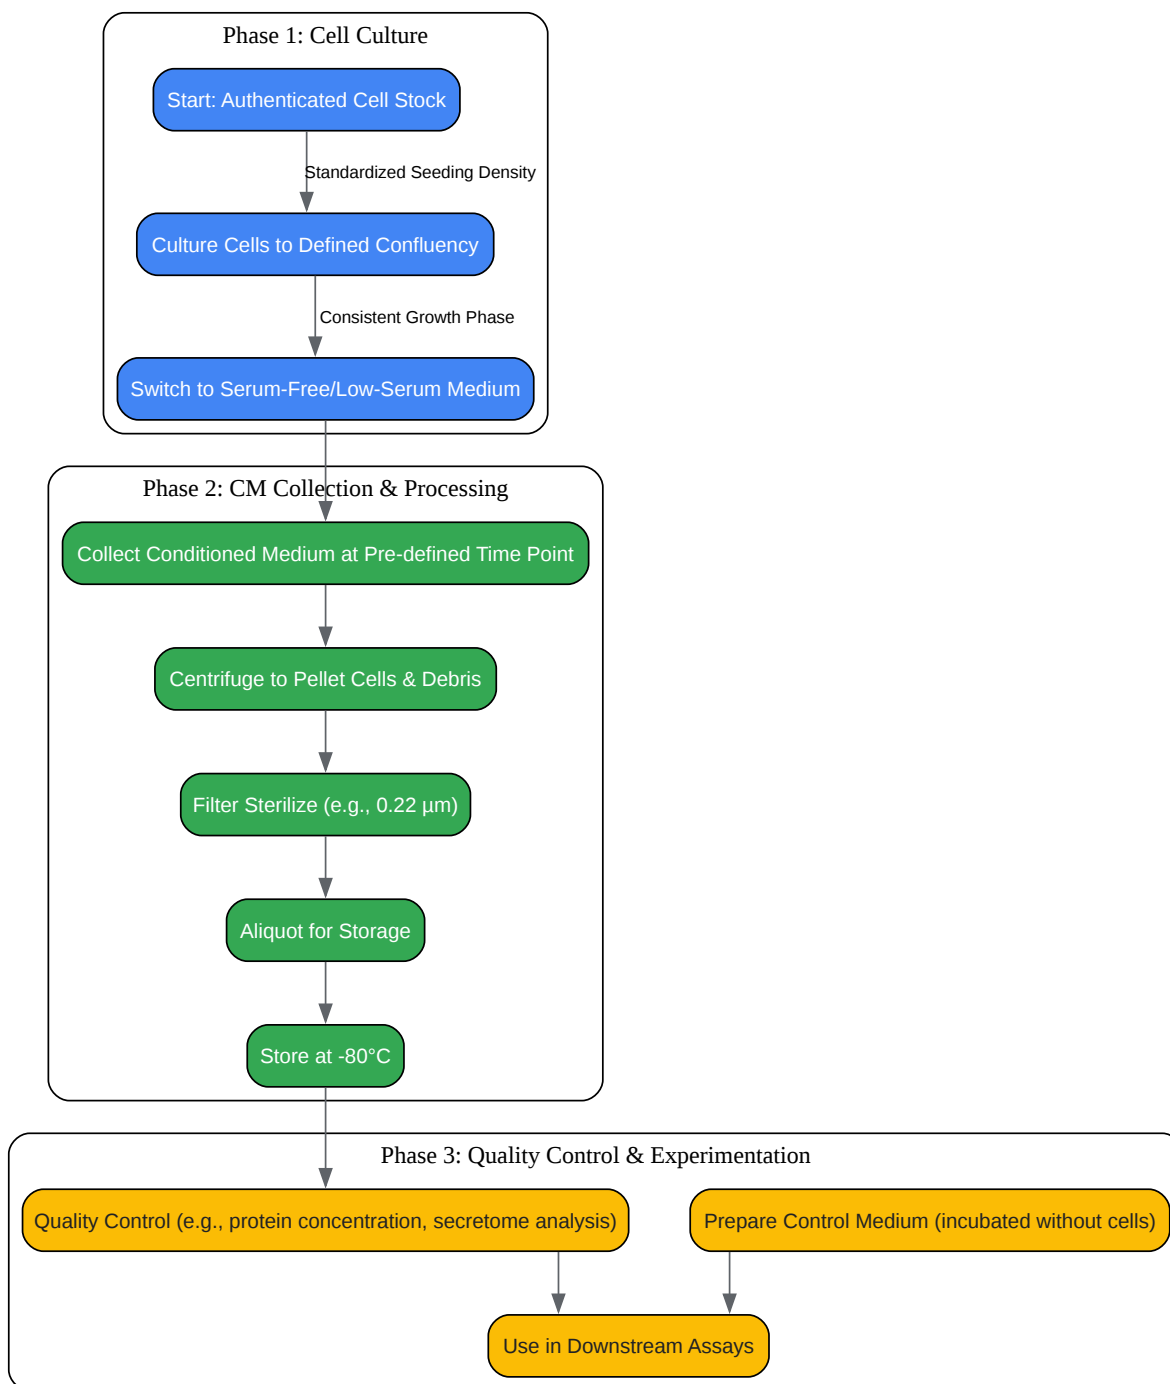 Phase 1: Cell Culture
Start: Authenticated Cell Stock
Standardized Seeding Density
Culture Cells to Defined Confluency
Consistent Growth Phase
Switch to Serum-Free/Low-Serum Medium
Phase 2: CM Collection & Processing
Collect Conditioned Medium at Pre-defined Time Point
Centrifuge to Pellet Cells & Debris
Filter Sterilize (e.g., 0.22 µm)
Aliquot for Storage
Store at -80°C
Phase 3: Quality Control & Experimentation
Quality Control (e.g., protein concentration, secretome analysis)
Prepare Control Medium (incubated without cells)
Use in Downstream Assays